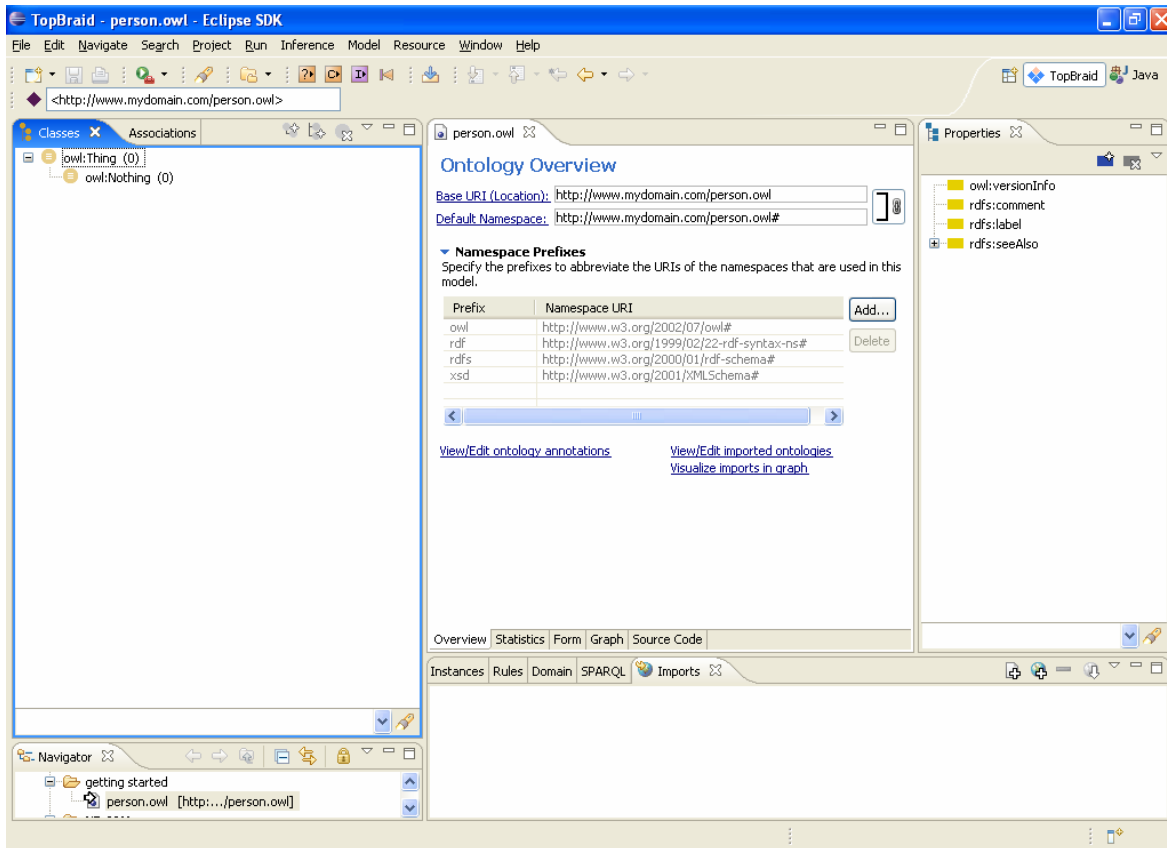 TopBraid - person.owl - Eclipse SDK
File Edit Navigate Search Project Run Inference Model Resource Window Help
TopBraid Java
<http://www.mydomain.com/person.owl>
Classes Associations
owl:Thing (0)
owl:Nothing (0)
person.owl
Ontology Overview
Base URI (Location): http://www.mydomain.com/person.owl
Default Namespace: http://www.mydomain.com/person.owl#
Namespace Prefixes
Specify the prefixes to abbreviate the URIs of the namespaces that are used in this
model.
Prefix Namespace URI
owl http://www.w3.org/2002/07/owl#
rdf http://www.w3.org/1999/02/22-rdf-syntax-ns#
rdfs http://www.w3.org/2000/01/rdf-schema#
xsd http://www.w3.org/2001/XMLSchema#
Add...
Delete
View/Edit ontology annotations View/Edit imported ontologies
Visualize imports in graph
Overview Statistics Form Graph Source Code
Properties
owl:versionInfo
rdfs:comment
rdfs:label
rdfs:seeAlso
Instances Rules Domain SPARQL Imports
Navigator
getting started
person.owl [http:.../person.owl]